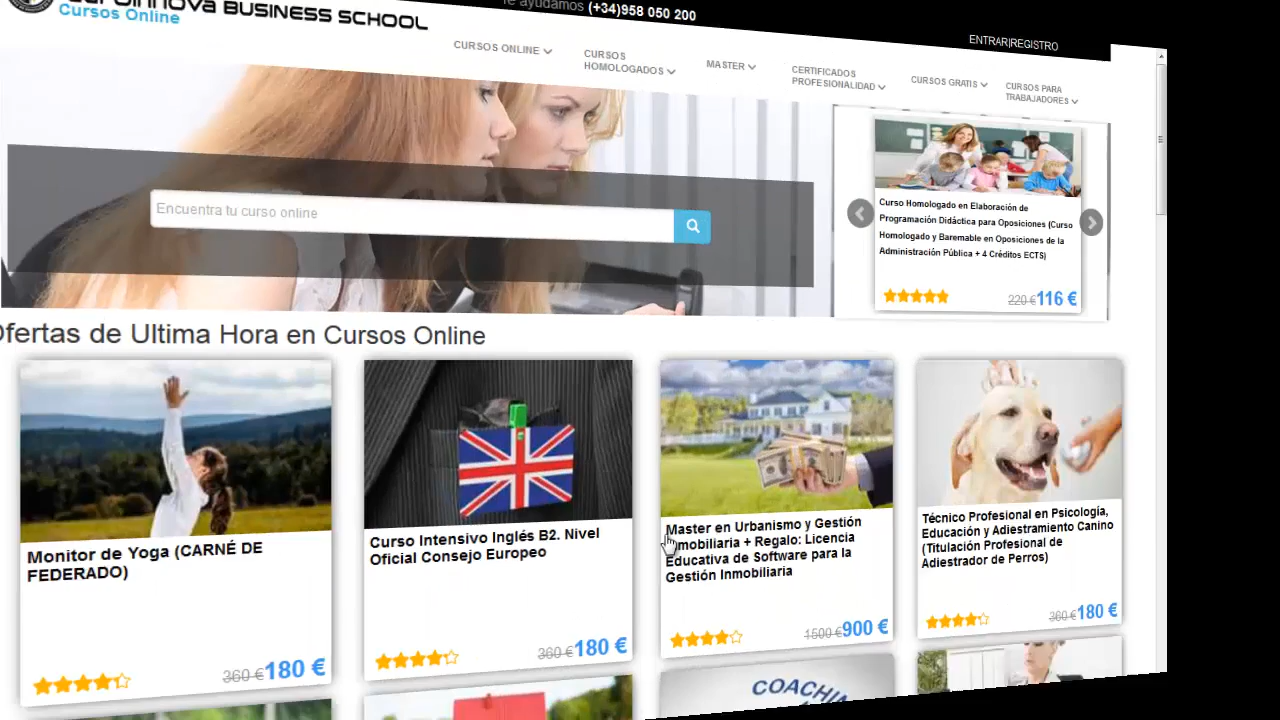 BUSINESS SCHOOL
Cursos Online
Te ayudamos (+34)958 050 200
ENTRAR|REGISTRO
CURSOS ONLINE
CURSOS
HOMOLOGADOS
MASTER
CERTIFICADOS
PROFESIONALIDAD
CURSOS GRATIS
CURSOS PARA
TRABAJADORES
Encuentra tu curso online
Curso Homologado en Elaboración de
Programación Didáctica para Oposiciones (Curso
Homologado y Baremable en Oposiciones de la
Administración Pública + 4 Créditos ECTS)
220 € 116 €
Ofertas de Ultima Hora en Cursos Online
Monitor de Yoga (CARNÉ DE
FEDERADO)
360 € 180 €
Curso Intensivo Inglés B2. Nivel
Oficial Consejo Europeo
360 € 180 €
Master en Urbanismo y Gestión
Inmobiliaria + Regalo: Licencia
Educativa de Software para la
Gestión Inmobiliaria
1500 € 900 €
Técnico Profesional en Psicología,
Educación y Adiestramiento Canino
(Titulación Profesional de
Adiestrador de Perros)
360 € 180 €